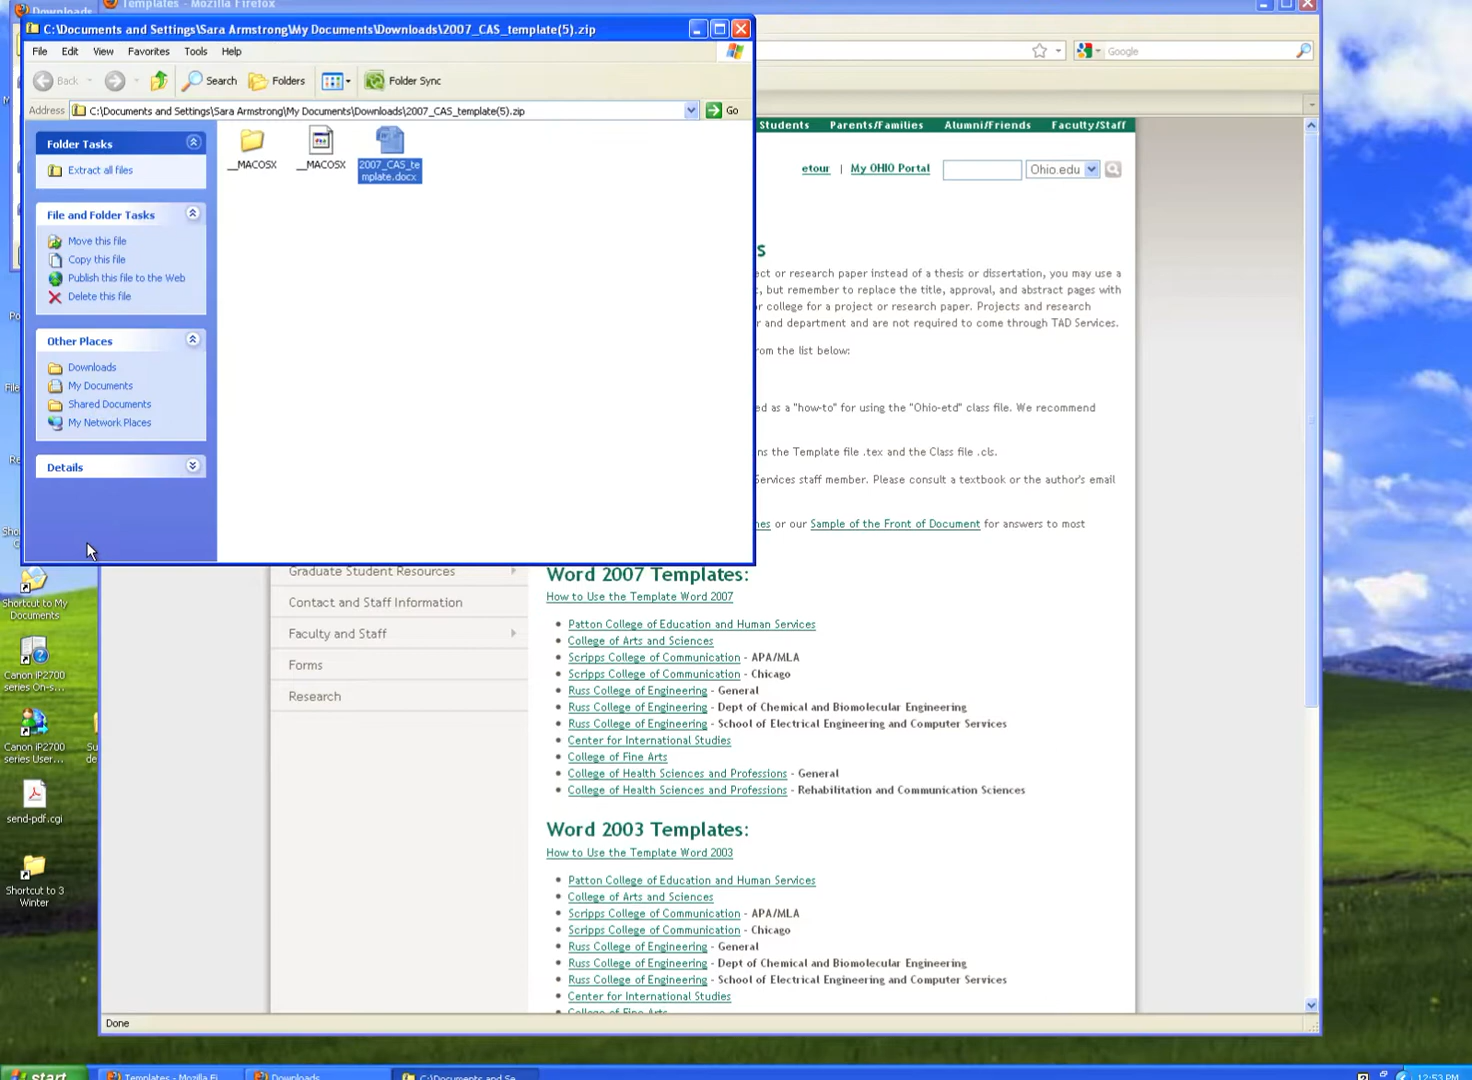 Downloads
Templates - Mozilla Firefox
C:\Documents and Settings\Sara Armstrong\My Documents\Downloads\2007_CAS_template(5).zip
File Edit View Favorites Tools Help
Back Search Folders Folder Sync
Address C:\Documents and Settings\Sara Armstrong\My Documents\Downloads\2007_CAS_template(5).zip Go
Google
Folder Tasks
Extract all files
File and Folder Tasks
Move this file
Copy this file
Publish this file to the Web
Delete this file
Other Places
Downloads
My Documents
Shared Documents
My Network Places
Details
__MACOSX
__MACOSX
2007_CAS_te
mplate.docx
Students Parents/Families Alumni/Friends Faculty/Staff
etour | My OHIO Portal Ohio.edu
s
ect or research paper instead of a thesis or dissertation, you may use a
, but remember to replace the title, approval, and abstract pages with
or college for a project or research paper. Projects and research
r and department and are not required to come through TAD Services.
rom the list below:
ed as a "how-to" for using the "Ohio-etd" class file. We recommend
ns the Template file .tex and the Class file .cls.
Services staff member. Please consult a textbook or the author's email
nes or our Sample of the Front of Document for answers to most
Graduate Student Resources
Contact and Staff Information
Faculty and Staff
Forms
Research
Word 2007 Templates:
How to Use the Template Word 2007
Patton College of Education and Human Services
College of Arts and Sciences
Scripps College of Communication - APA/MLA
Scripps College of Communication - Chicago
Russ College of Engineering - General
Russ College of Engineering - Dept of Chemical and Biomolecular Engineering
Russ College of Engineering - School of Electrical Engineering and Computer Services
Center for International Studies
College of Fine Arts
College of Health Sciences and Professions - General
College of Health Sciences and Professions - Rehabilitation and Communication Sciences
Word 2003 Templates:
How to Use the Template Word 2003
Patton College of Education and Human Services
College of Arts and Sciences
Scripps College of Communication - APA/MLA
Scripps College of Communication - Chicago
Russ College of Engineering - General
Russ College of Engineering - Dept of Chemical and Biomolecular Engineering
Russ College of Engineering - School of Electrical Engineering and Computer Services
Center for International Studies
College of Fine Arts
Shortcut to My
Documents
Canon iP2700
series On-s...
Canon iP2700
series User...
Su
de
send-pdf.cgi
Shortcut to 3
Winter
Done
start Templates - Mozilla Fi... Downloads C:\Documents and Se... 12:53 PM